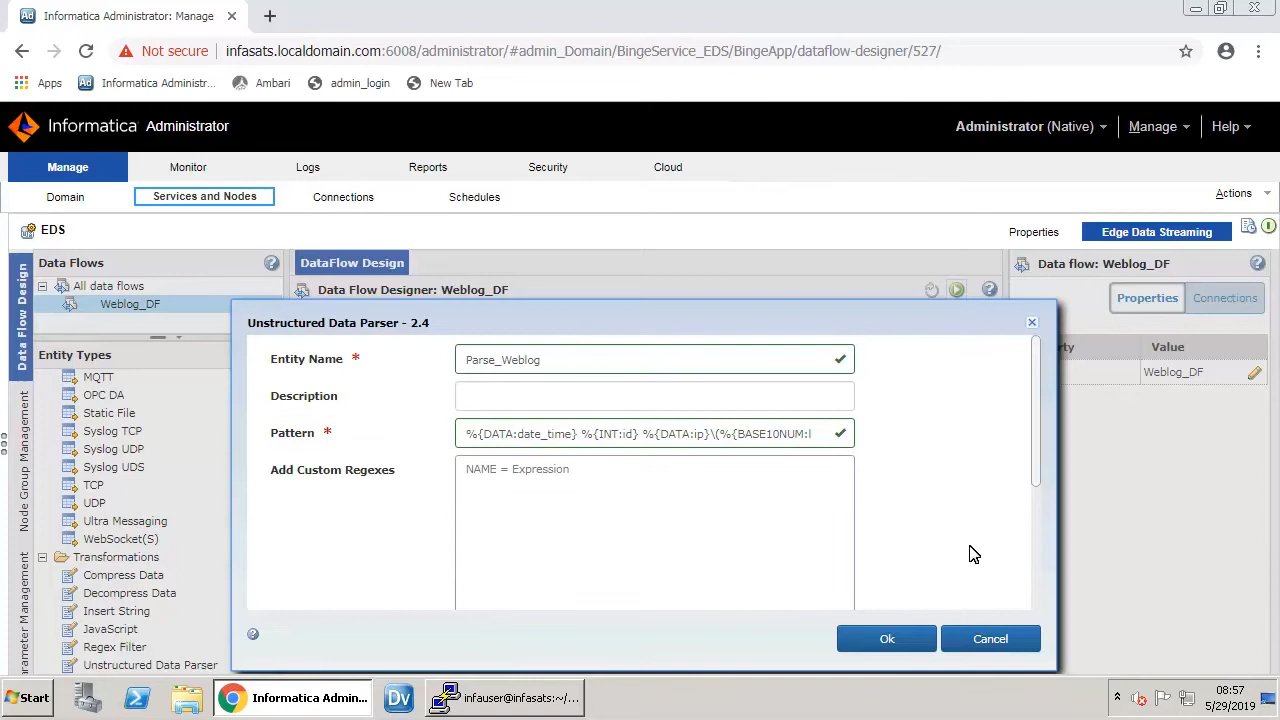 Informatica Administrator: Manage
Not secure
infasats.localdomain.com:6008/administrator/#admin_Domain/BingeService_EDS/BingeApp/dataflow-designer/527/
Apps
Informatica Administr...
Ambari
admin_login
New Tab
Informatica Administrator
Administrator (Native)
Manage
Help
Manage
Monitor
Logs
Reports
Security
Cloud
Domain
Services and Nodes
Connections
Schedules
Actions
EDS
Properties
Edge Data Streaming
Data Flow Design
Node Group Management
Data Flows
All data flows
Weblog_DF
Entity Types
MQTT
OPC DA
Static File
Syslog TCP
Syslog UDP
Syslog UDS
TCP
UDP
Ultra Messaging
WebSocket(S)
Transformations
Compress Data
Decompress Data
Insert String
JavaScript
Regex Filter
Unstructured Data Parser
DataFlow Design
Data Flow Designer: Weblog_DF
Data flow: Weblog_DF
Properties
Connections
Value
Weblog_DF
Unstructured Data Parser - 2.4
Entity Name *
Parse_Weblog
Description
Pattern *
%{DATA:date_time} %{INT:id} %{DATA:ip}\(%{BASE10NUM:
Add Custom Regexes
NAME = Expression
Ok
Cancel
Start
Informatica Admin...
Dv
infauser@infasats:~/...
08:57
5/29/2019